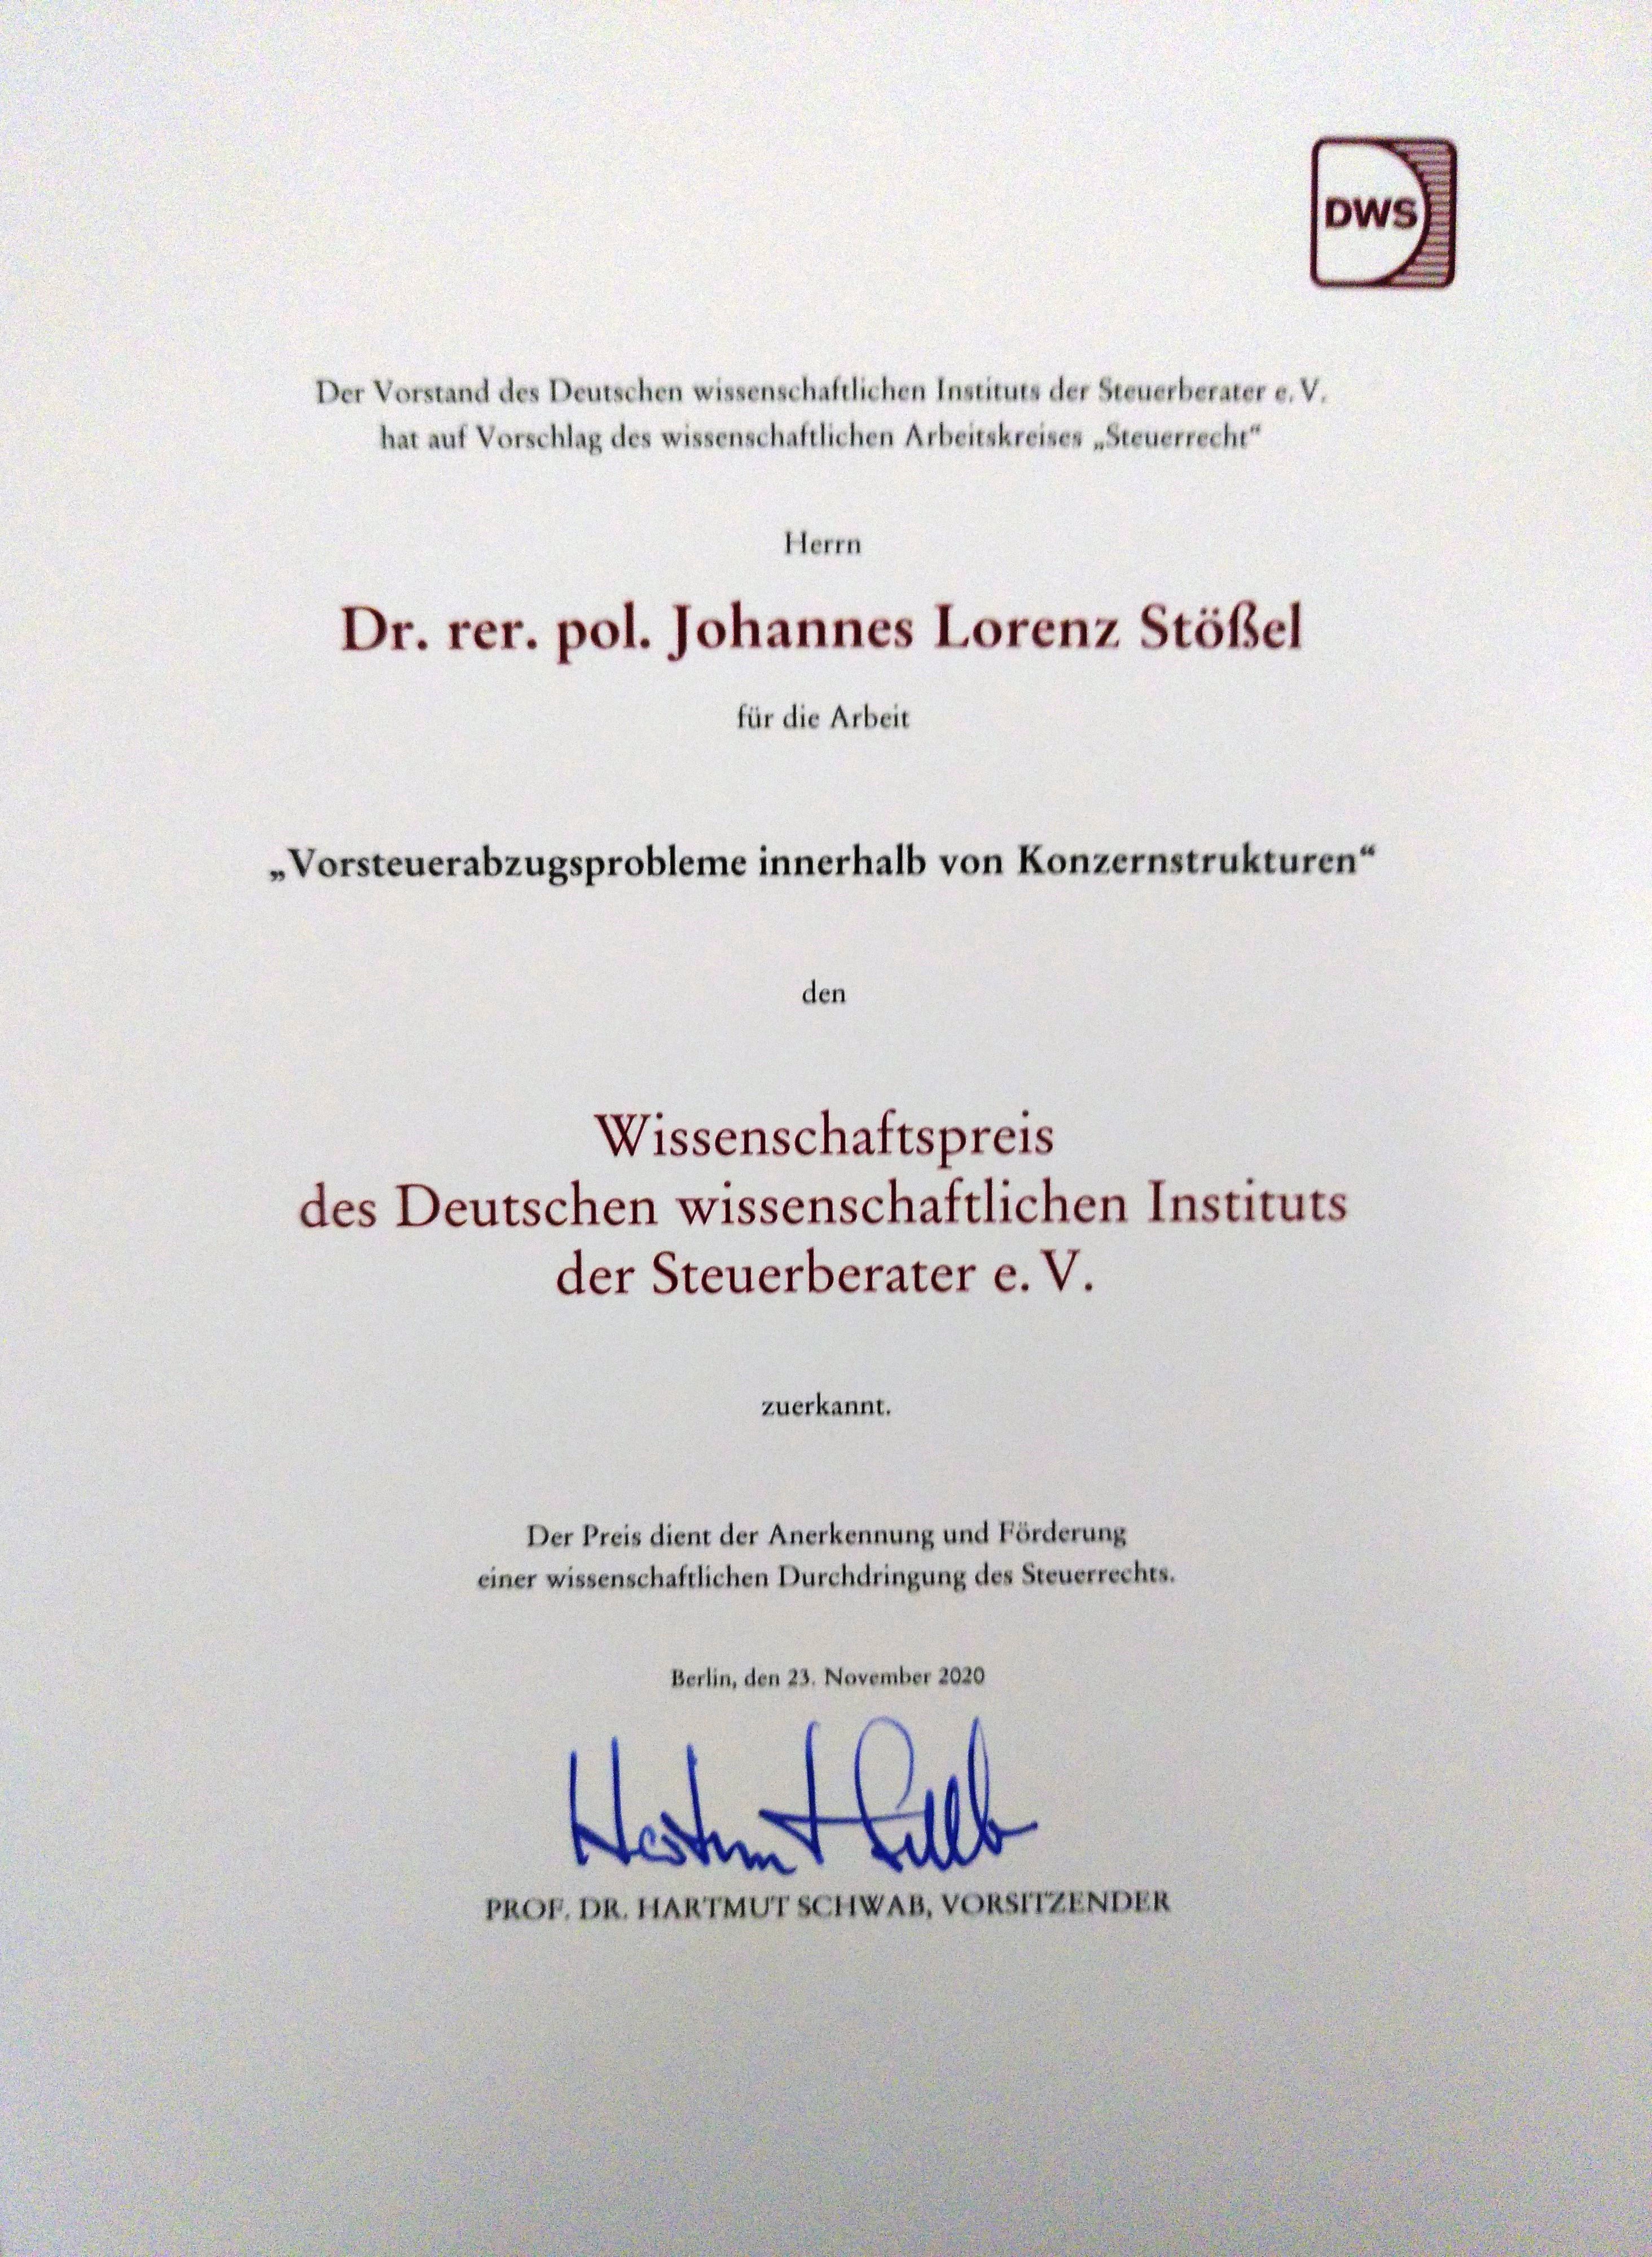 DWS
Der Vorstand des Deutschen wissenschaftlichen Instituts der Steuerberater e. V.
hat auf Vorschlag des wissenschaftlichen Arbeitskreises „Steuerrecht“
Herrn
Dr. rer. pol. Johannes Lorenz Stößel
für die Arbeit
„Vorsteuerabzugsprobleme innerhalb von Konzernstrukturen“
den
Wissenschaftspreis
des Deutschen wissenschaftlichen Instituts
der Steuerberater e. V.
zuerkannt.
Der Preis dient der Anerkennung und Förderung
einer wissenschaftlichen Durchdringung des Steuerrechts.
Berlin, den 23. November 2020
Hartmut Schwab
PROF. DR. HARTMUT SCHWAB, VORSITZENDER